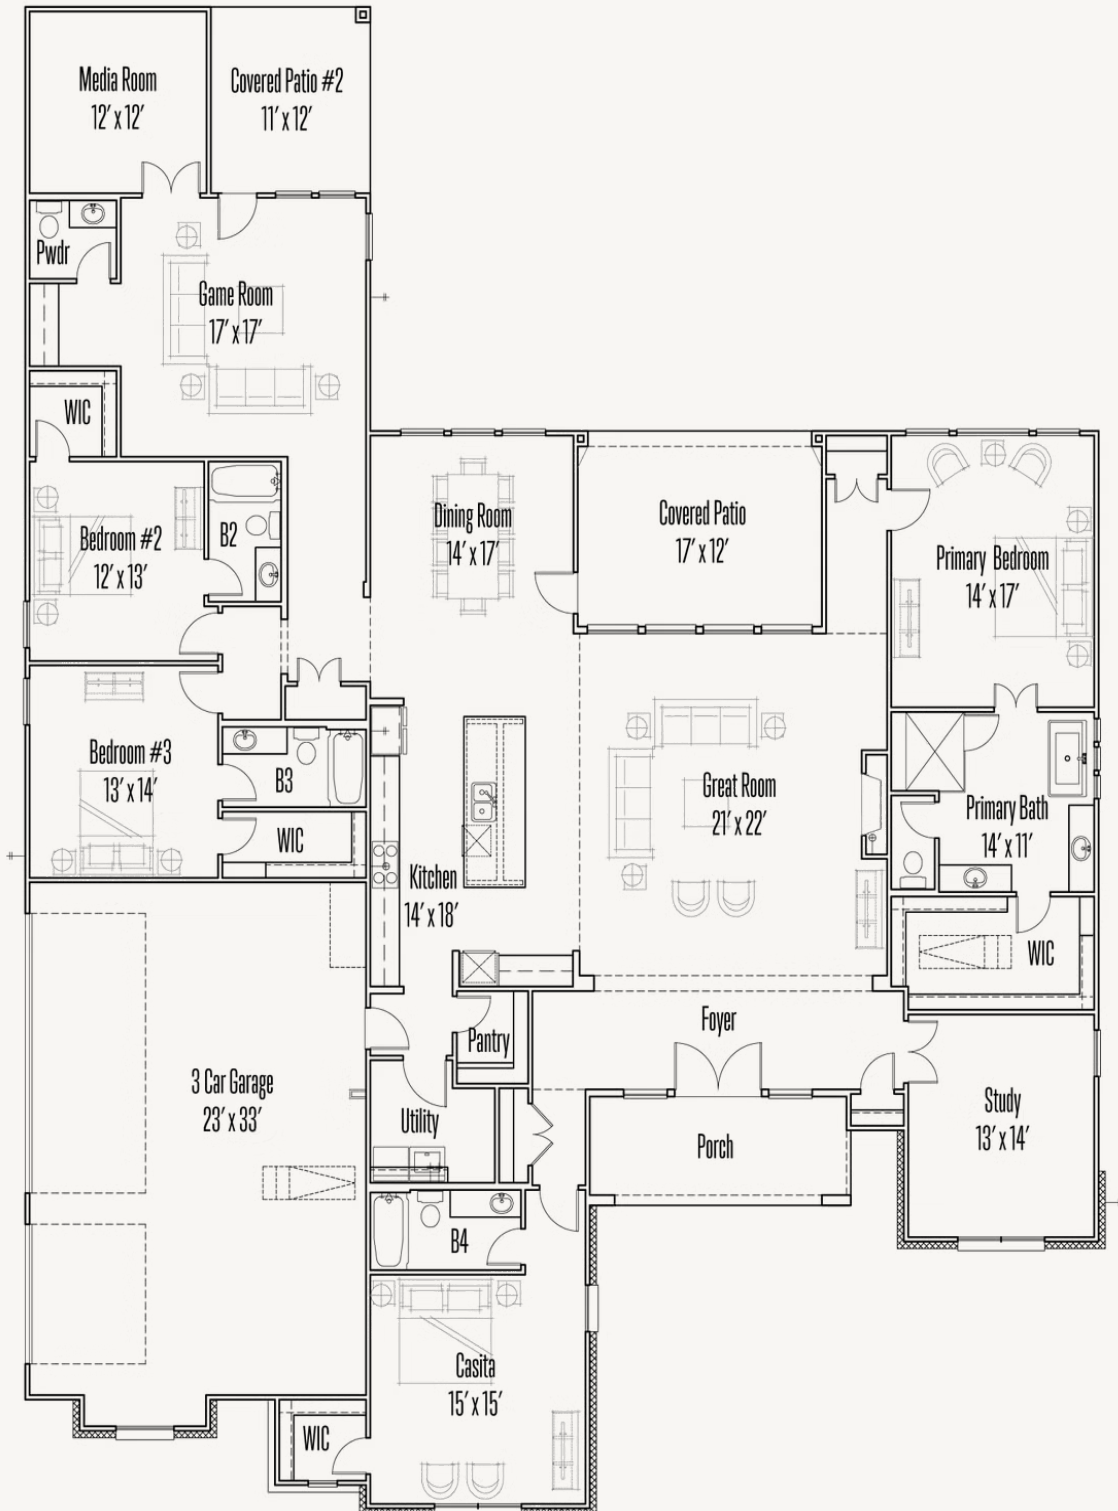 Media Room
12' x 12'
Covered Patio #2
11' x 12'
Pwdr
Game Room
17' x 17'
WIC
Bedroom #2
12' x 13'
B2
Dining Room
14' x 17'
Covered Patio
17' x 12'
Primary Bedroom
14' x 17'
Bedroom #3
13' x 14'
B3
WIC
Kitchen
14' x 18'
Great Room
21' x 22'
Primary Bath
14' x 11'
WIC
Foyer
Pantry
3 Car Garage
23' x 33'
Utility
Porch
Study
13' x 14'
B4
Casita
15' x 15'
WIC